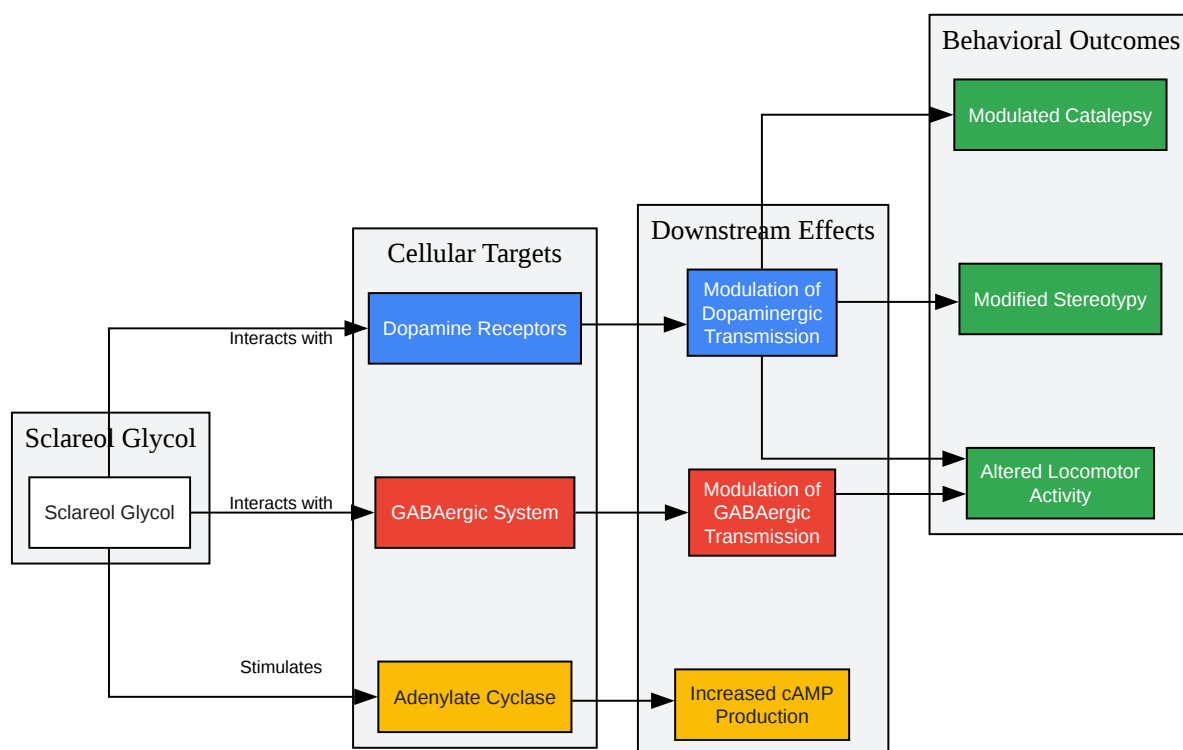 Behavioral Outcomes
Modulated Catalepsy
Modified Stereotypy
Altered Locomotor
Activity
Downstream Effects
Modulation of
Dopaminergic
Transmission
Modulation of
GABAergic
Transmission
Increased cAMP
Production
Cellular Targets
Dopamine Receptors
GABAergic System
Adenylate Cyclase
Interacts with
Interacts with
Stimulates
Sclareol Glycol
Sclareol Glycol